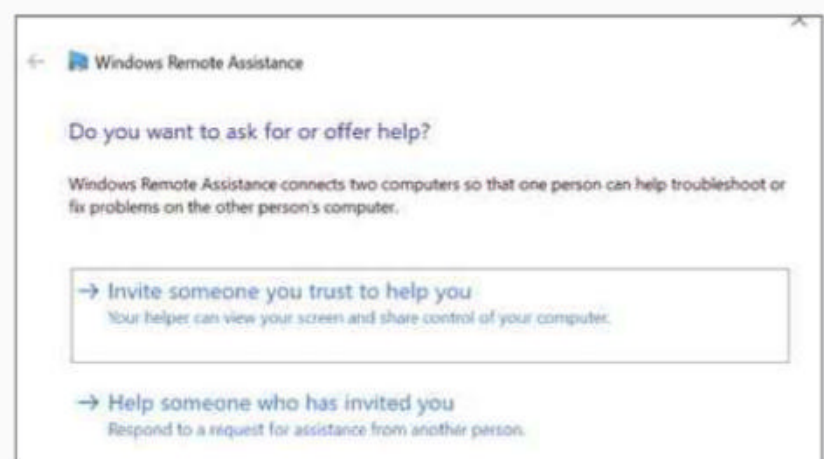 Windows Remote Assistance
Do you want to ask for or offer help?
Windows Remote Assistance connects two computers so that one person can help troubleshoot or
fix problems on the other person's computer.
→ Invite someone you trust to help you
Your helper can view your screen and share control of your computer.
→ Help someone who has invited you
Respond to a request for assistance from another person.